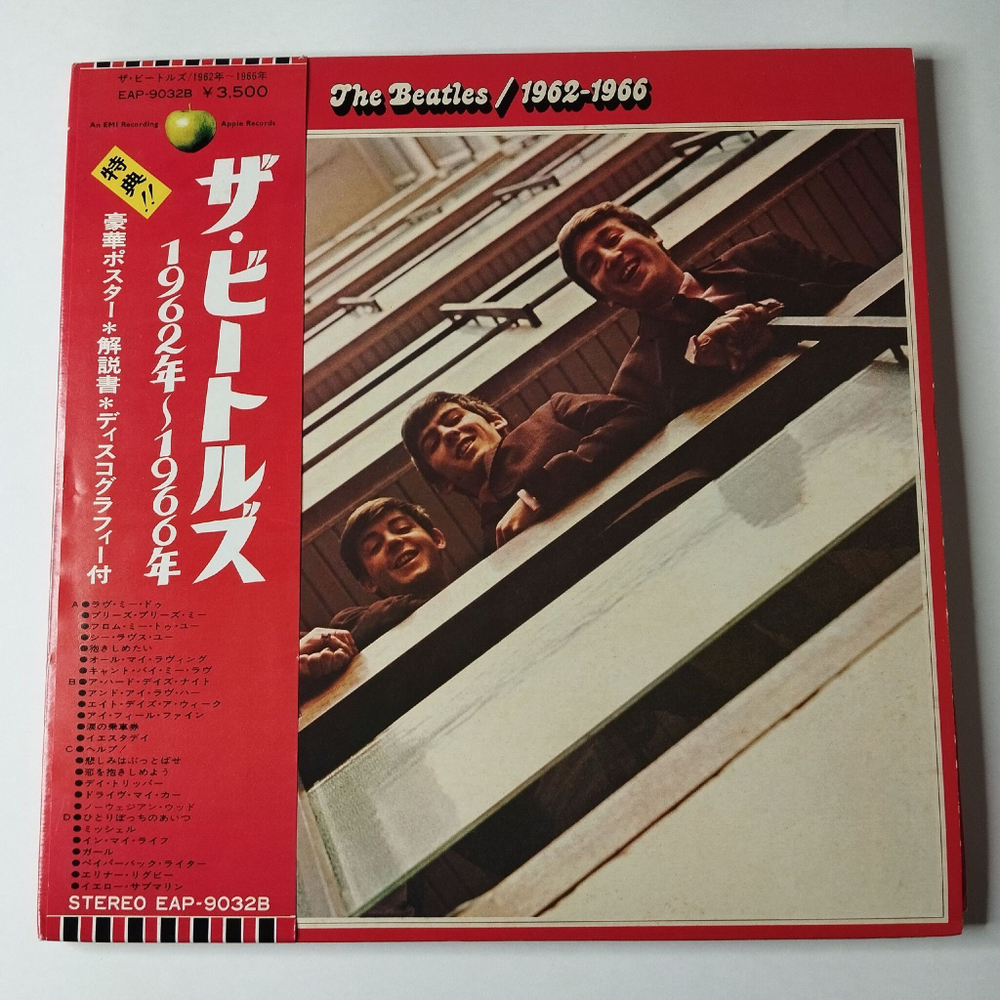 ザ・ビートルズ/1962年-1966年
EAP-9032B ￥3,500
An EMI Recording
Apple Records
The Beatles / 1962-1966
ザ・ビートルズ
1962年〜1966年
特典!!
豪華ポスター＊解説書＊ディスコグラフィー付
A●ラヴ・ミー・ドゥ
●プリーズ・プリーズ・ミー
●フロム・ミー・トゥ・ユー
●シー・ラヴズ・ユー
●抱きしめたい
●オール・マイ・ラヴィング
●キャント・バイ・ミー・ラヴ
B●ア・ハード・デイズ・ナイト
●アンド・アイ・ラヴ・ハー
●エイト・デイズ・ア・ウィーク
●アイ・フィール・ファイン
●涙の乗車券
●イエスタデイ
C●ヘルプ!
●悲しみはぶっとばせ
●恋を抱きしめよう
●デイ・トリッパー
●ドライヴ・マイ・カー
●ノーウェジアン・ウッド
D●ひとりぼっちのあいつ
●ミッシェル
●イン・マイ・ライフ
●ガール
●ペイパーバック・ライター
●エリナー・リグビー
●イエロー・サブマリン
STEREO EAP-9032B